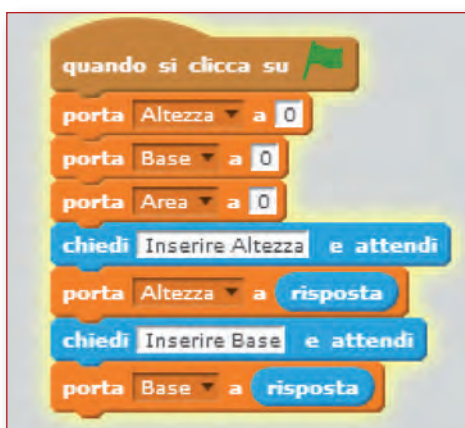 quando si clicca su
porta Altezza a 0
porta Base a 0
porta Area a 0
chiedi Inserire Altezza e attendi
porta Altezza a risposta
chiedi Inserire Base e attendi
porta Base a risposta